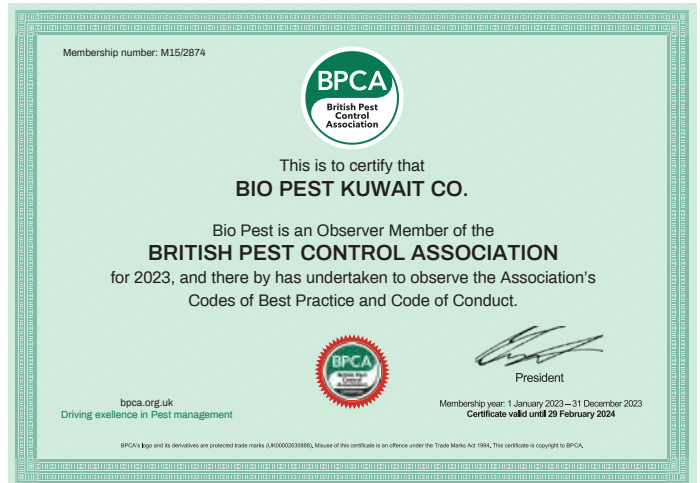 Membership number: M15/2874
BPCA
British Pest
Control
Association
This is to certify that
BIO PEST KUWAIT CO.
Bio Pest is an Observer Member of the
BRITISH PEST CONTROL ASSOCIATION
for 2023, and there by has undertaken to observe the Association's
Codes of Best Practice and Code of Conduct.
BPCA
British Pest
Control
Association
President
bpca.org.uk
Driving exellence in Pest management
Membership year: 1 January 2023—31 December 2023
Certificate valid until 29 February 2024
BPCA's logo and its derivatives are protected trade marks (UK00002630888), Misuse of this certificate is an offence under the Trade Marks Act 1994, This certificate is copyright to BPCA,